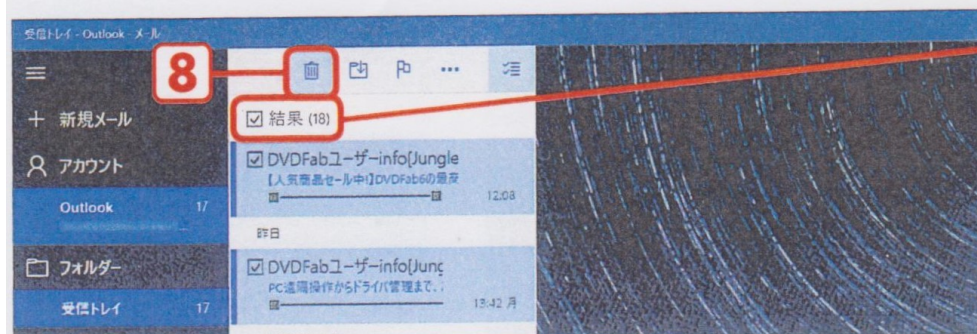 受信トレイ - Outlook - メール
8
新規メール
結果 (18)
アカウント
DVDFabユーザーinfo[Jungle
【人気商品セール中!】DVDFab6の最安
12:08
Outlook 17
昨日
フォルダー
DVDFabユーザーinfo[Jung
PC遠隔操作からドライバ管理まで、
13:42 月
受信トレイ 17